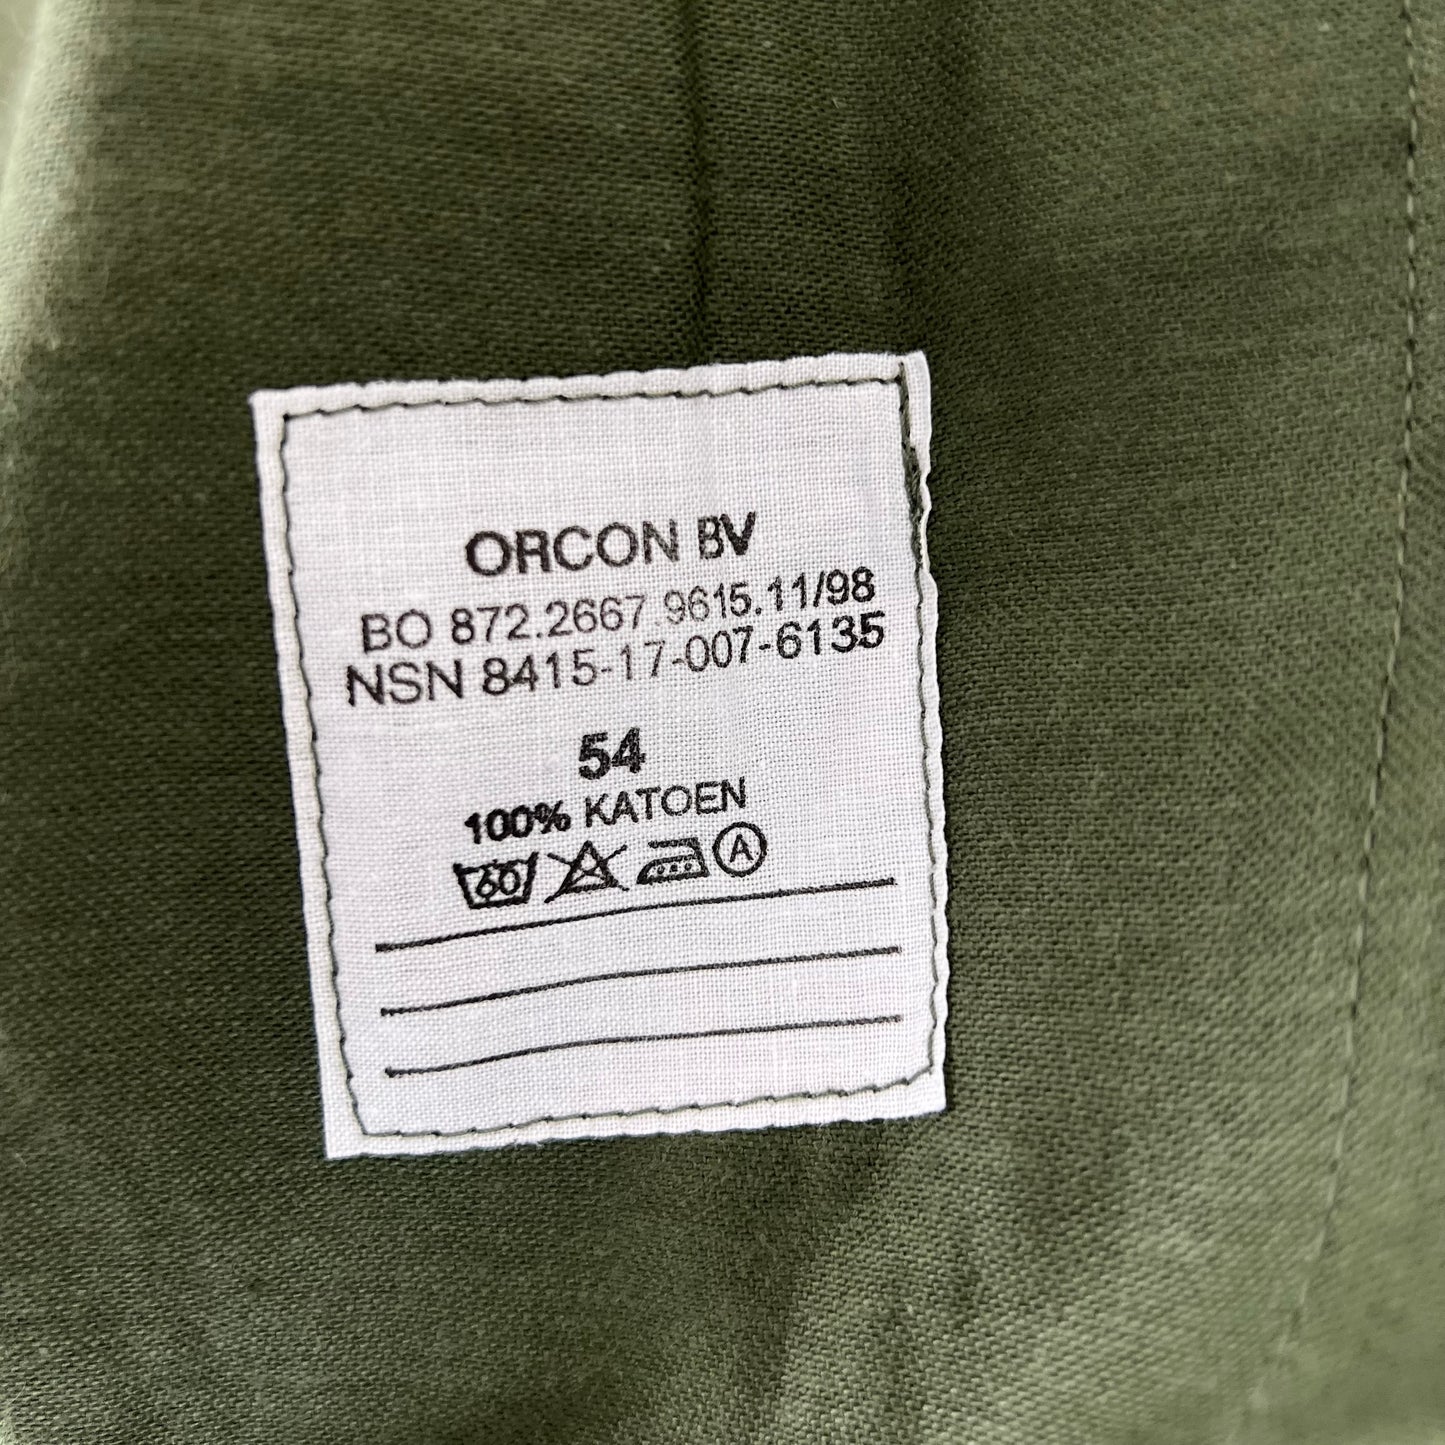 ORCON BV
BO 872.2667.9615.11/98
NSN 8415-17-007-6135
54
100% KATOEN
60 A